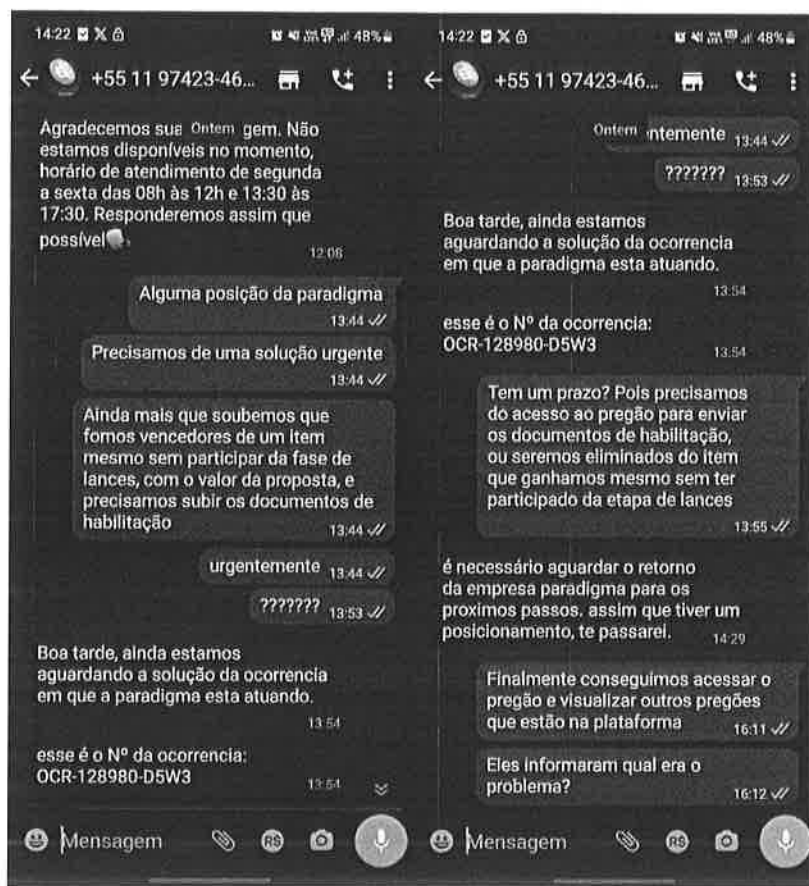 14:22
48%
+55 11 97423-46...
Agradecemos sua Ontem gem. Não
estamos disponíveis no momento,
horário de atendimento de segunda
a sexta das 08h às 12h e 13:30 às
17:30. Responderemos assim que
possível
12:06
Alguma posição da paradigma
13:44
Precisamos de uma solução urgente
13:44
Ainda mais que soubemos que
fomos vencedores de um item
mesmo sem participar da fase de
lances, com o valor da proposta, e
precisamos subir os documentos de
habilitação
13:44
urgentemente 13:44
??????? 13:53
Boa tarde, ainda estamos
aguardando a solução da ocorrencia
em que a paradigma esta atuando.
13:54
esse é o Nº da ocorrencia:
OCR-128980-D5W3
13:54
Mensagem
R$
14:22
48%
+55 11 97423-46...
Ontem ntemente 13:44
??????? 13:53
Boa tarde, ainda estamos
aguardando a solução da ocorrencia
em que a paradigma esta atuando.
13:54
esse é o Nº da ocorrencia:
OCR-128980-D5W3
13:54
Tem um prazo? Pois precisamos
do acesso ao pregão para enviar
os documentos de habilitação,
ou seremos eliminados do item
que ganhamos mesmo sem ter
participado da etapa de lances
13:55
é necessário aguardar o retorno
da empresa paradigma para os
proximos passos. assim que tiver um
posicionamento, te passarei.
14:29
Finalmente conseguimos acessar o
pregão e visualizar outros pregões
que estão na plataforma
16:11
Eles informaram qual era o
problema?
16:12
Mensagem
R$